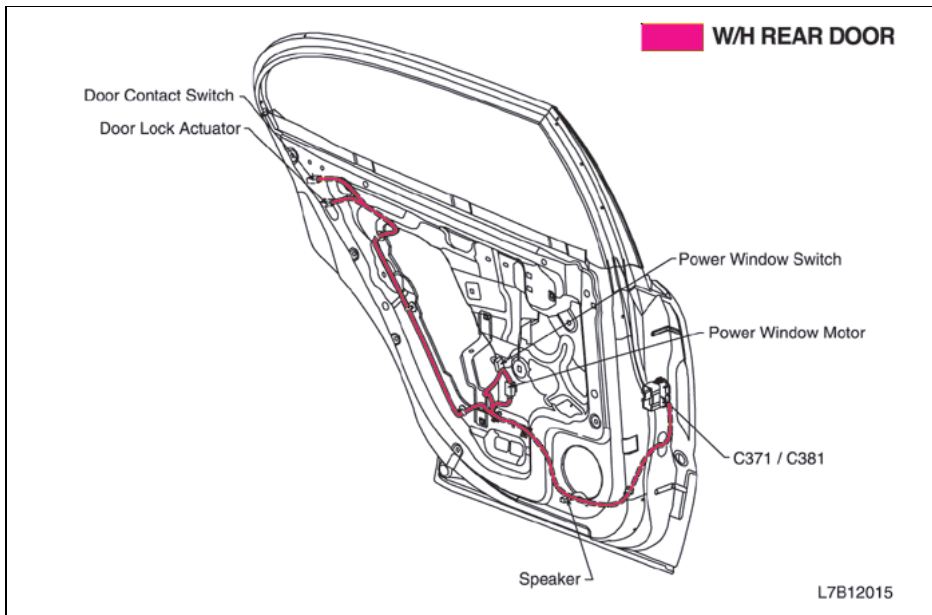 W/H REAR DOOR
Door Contact Switch
Door Lock Actuator
Power Window Switch
Power Window Motor
C371 / C381
Speaker
L7B12015